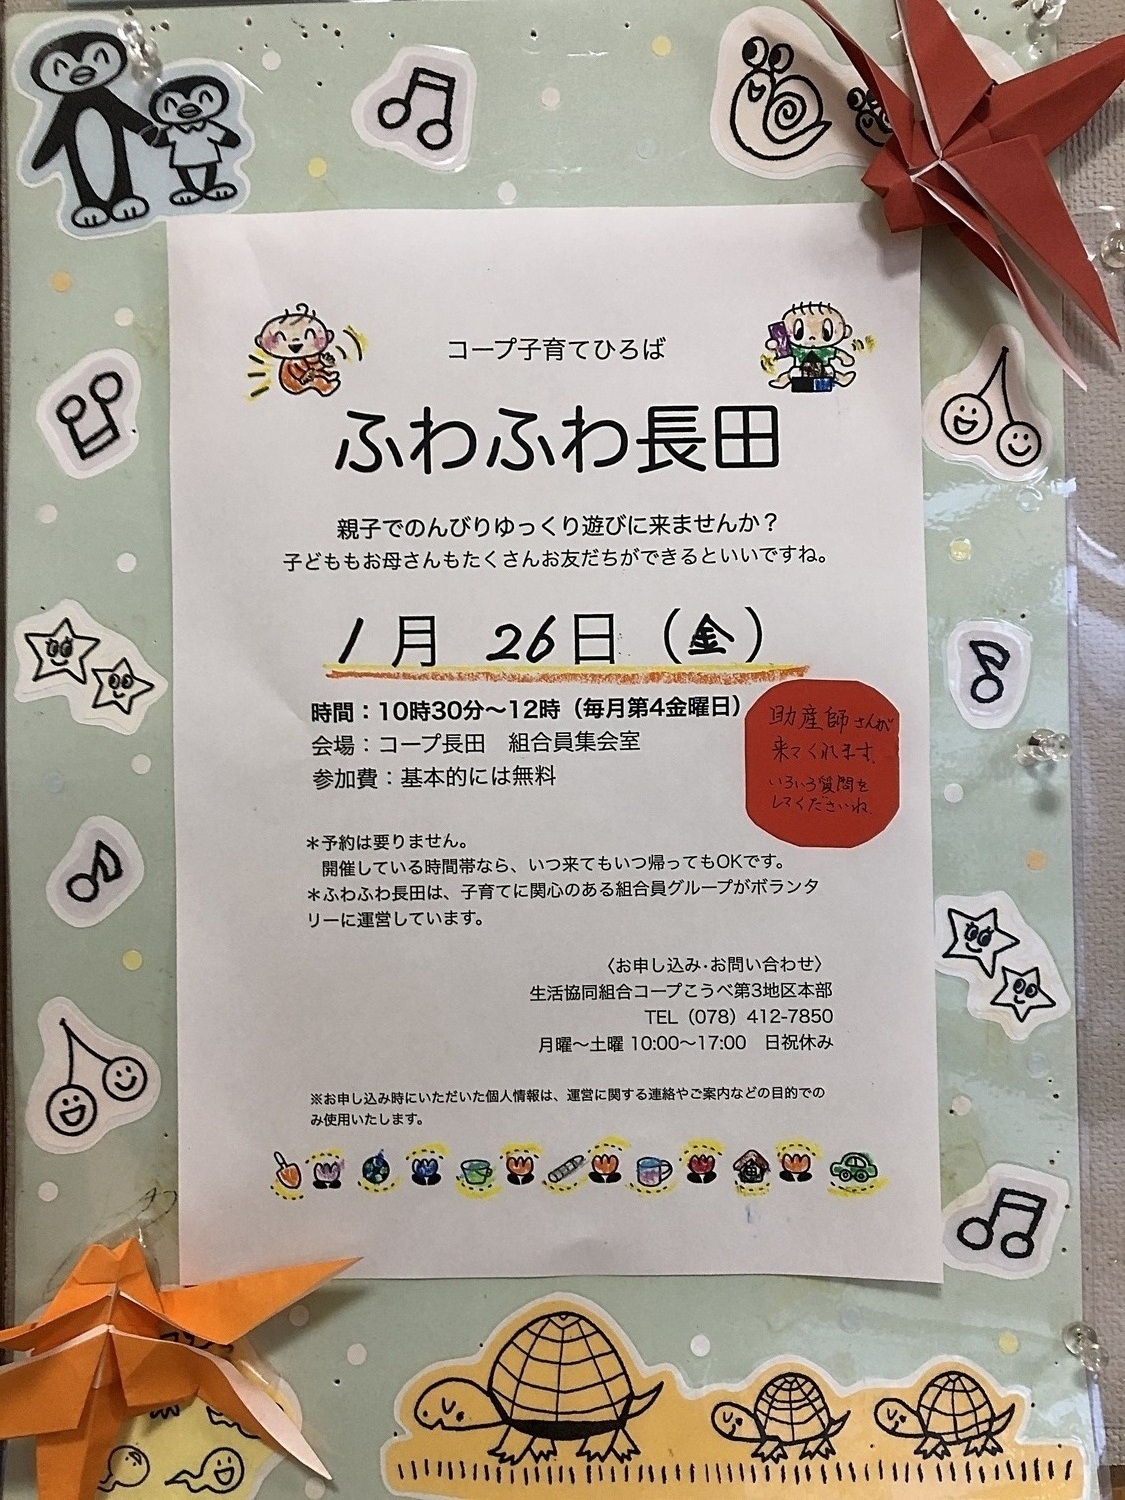 コープ子育てひろば
ふわふわ長田
親子でのんびりゆっくり遊びに来ませんか？
子どももお母さんもたくさんお友だちができるといいですね。
1月 26日（金）
時間：10時30分〜12時（毎月第4金曜日）
会場：コープ長田　組合員集会室
参加費：基本的には無料
助産師さんが
来てくれます。
いろいろ質問を
してくださいね。
＊予約は要りません。
開催している時間帯なら、いつ来てもいつ帰ってもOKです。
＊ふわふわ長田は、子育てに関心のある組合員グループがボランタ
リーに運営しています。
〈お申し込み・お問い合わせ〉
生活協同組合コープこうべ第3地区本部
TEL（078）412-7850
月曜〜土曜 10:00〜17:00　日祝休み
※お申し込み時にいただいた個人情報は、運営に関する連絡やご案内などの目的での
み使用いたします。